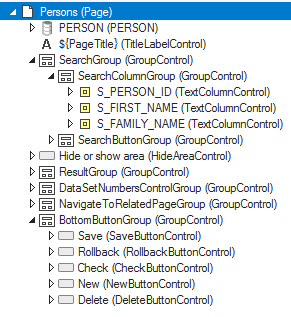 Persons (Page)
PERSON (PERSON)
A ${PageTitle} (TitleLabelControl)
SearchGroup (GroupControl)
SearchColumnGroup (GroupControl)
S_PERSON_ID (TextColumnControl)
S_FIRST_NAME (TextColumnControl)
S_FAMILY_NAME (TextColumnControl)
SearchButtonGroup (GroupControl)
Hide or show area (HideAreaControl)
ResultGroup (GroupControl)
DataSetNumbersControlGroup (GroupControl)
NavigateToRelatedPageGroup (GroupControl)
BottomButtonGroup (GroupControl)
Save (SaveButtonControl)
Rollback (RollbackButtonControl)
Check (CheckButtonControl)
New (NewButtonControl)
Delete (DeleteButtonControl)